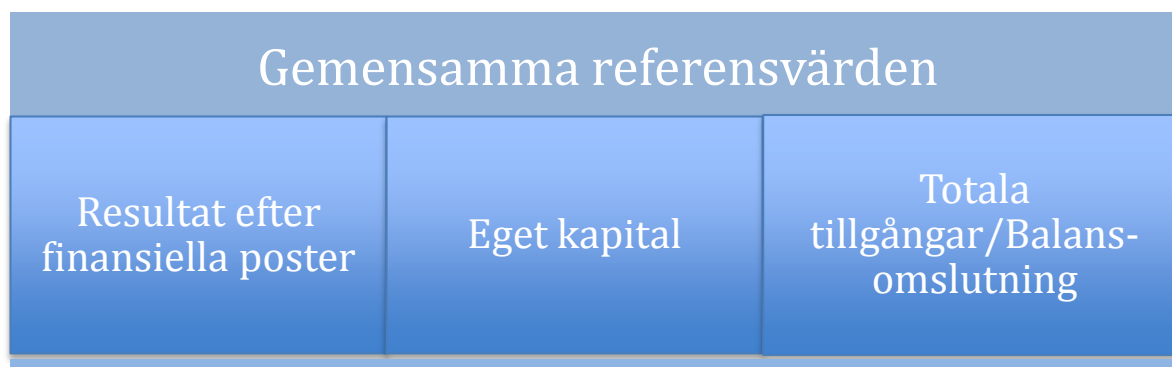 Gemensamma referensvärden
Resultat efter
finansiella poster
Eget kapital
Totala
tillgångar/Balans-
omslutning